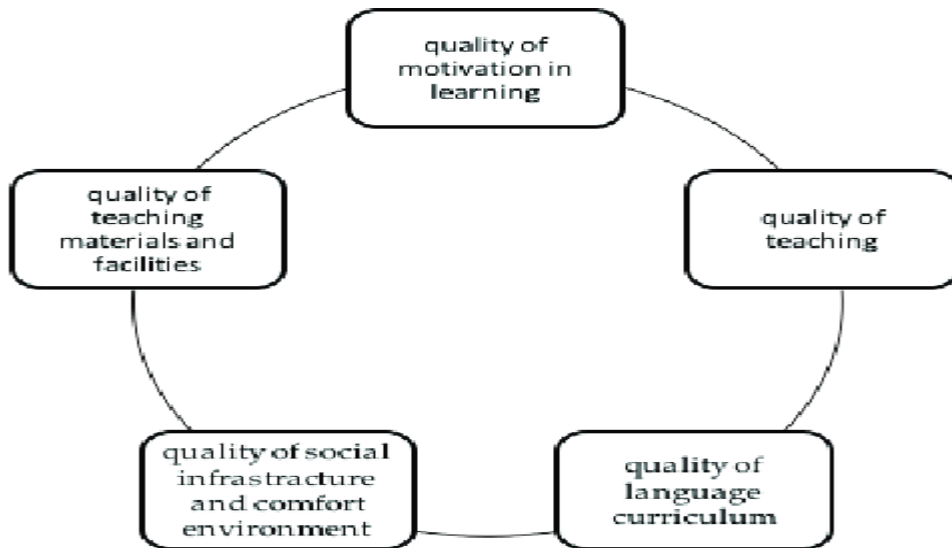 quality of
motivation in
learning
quality of
teaching
materials and
facilities
quality of
teaching
quality of social
infrastracture
and comfort
environment
quality of
language
curriculum